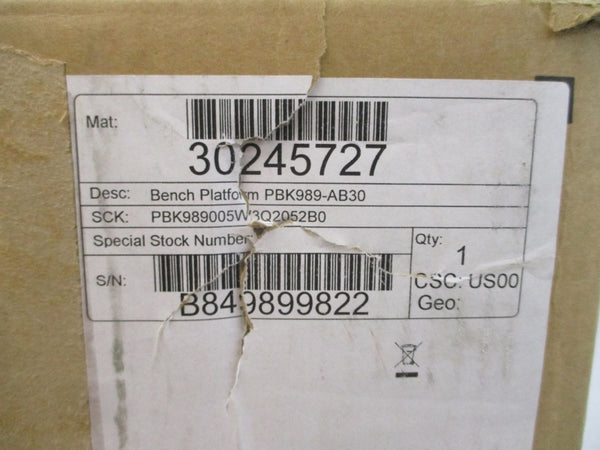 Mat:
30245727
Desc: Bench Platform PBK989-AB30
SCK: PBK989005W3Q2052B0
Special Stock Number:
Qty:
1
S/N:
B849899822
CSC: US00
Geo: